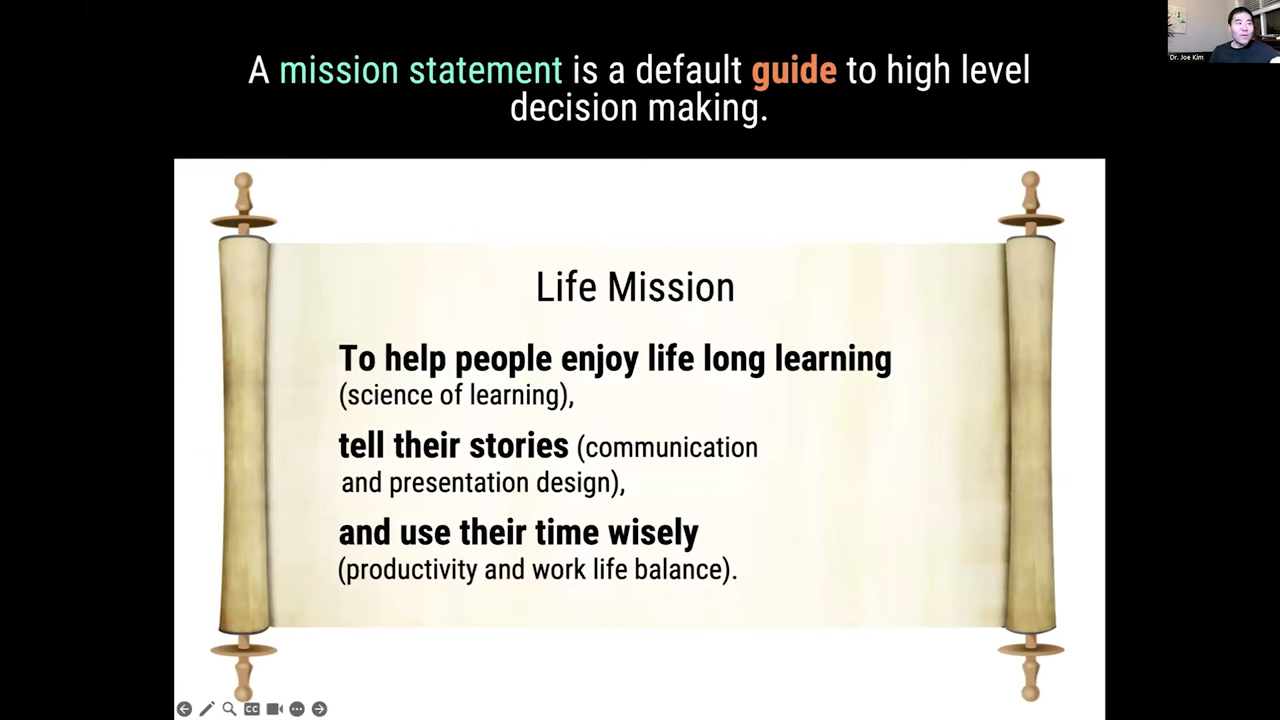 A mission statement is a default guide to high level
decision making.
Dr. Joe Kim
Life Mission
To help people enjoy life long learning
(science of learning),
tell their stories (communication
and presentation design),
and use their time wisely
(productivity and work life balance).
CC